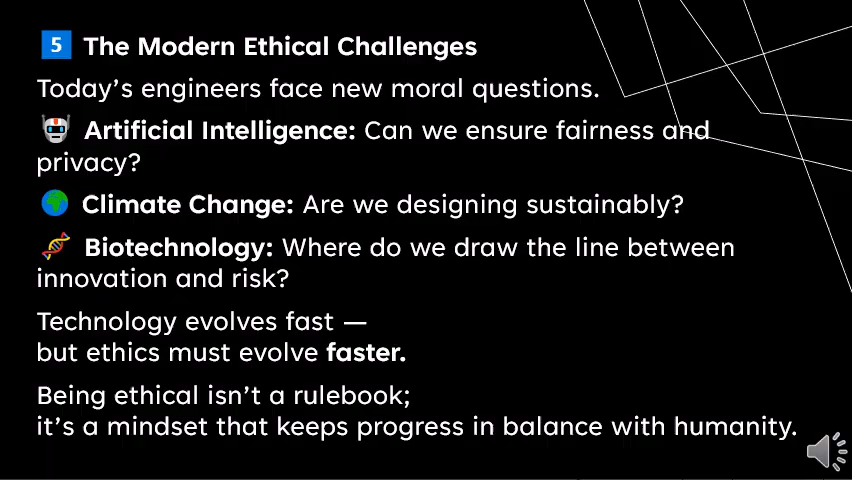 5 The Modern Ethical Challenges
Today’s engineers face new moral questions.
Artificial Intelligence: Can we ensure fairness and
privacy?
Climate Change: Are we designing sustainably?
Biotechnology: Where do we draw the line between
innovation and risk?
Technology evolves fast —
but ethics must evolve faster.
Being ethical isn’t a rulebook;
it’s a mindset that keeps progress in balance with humanity.